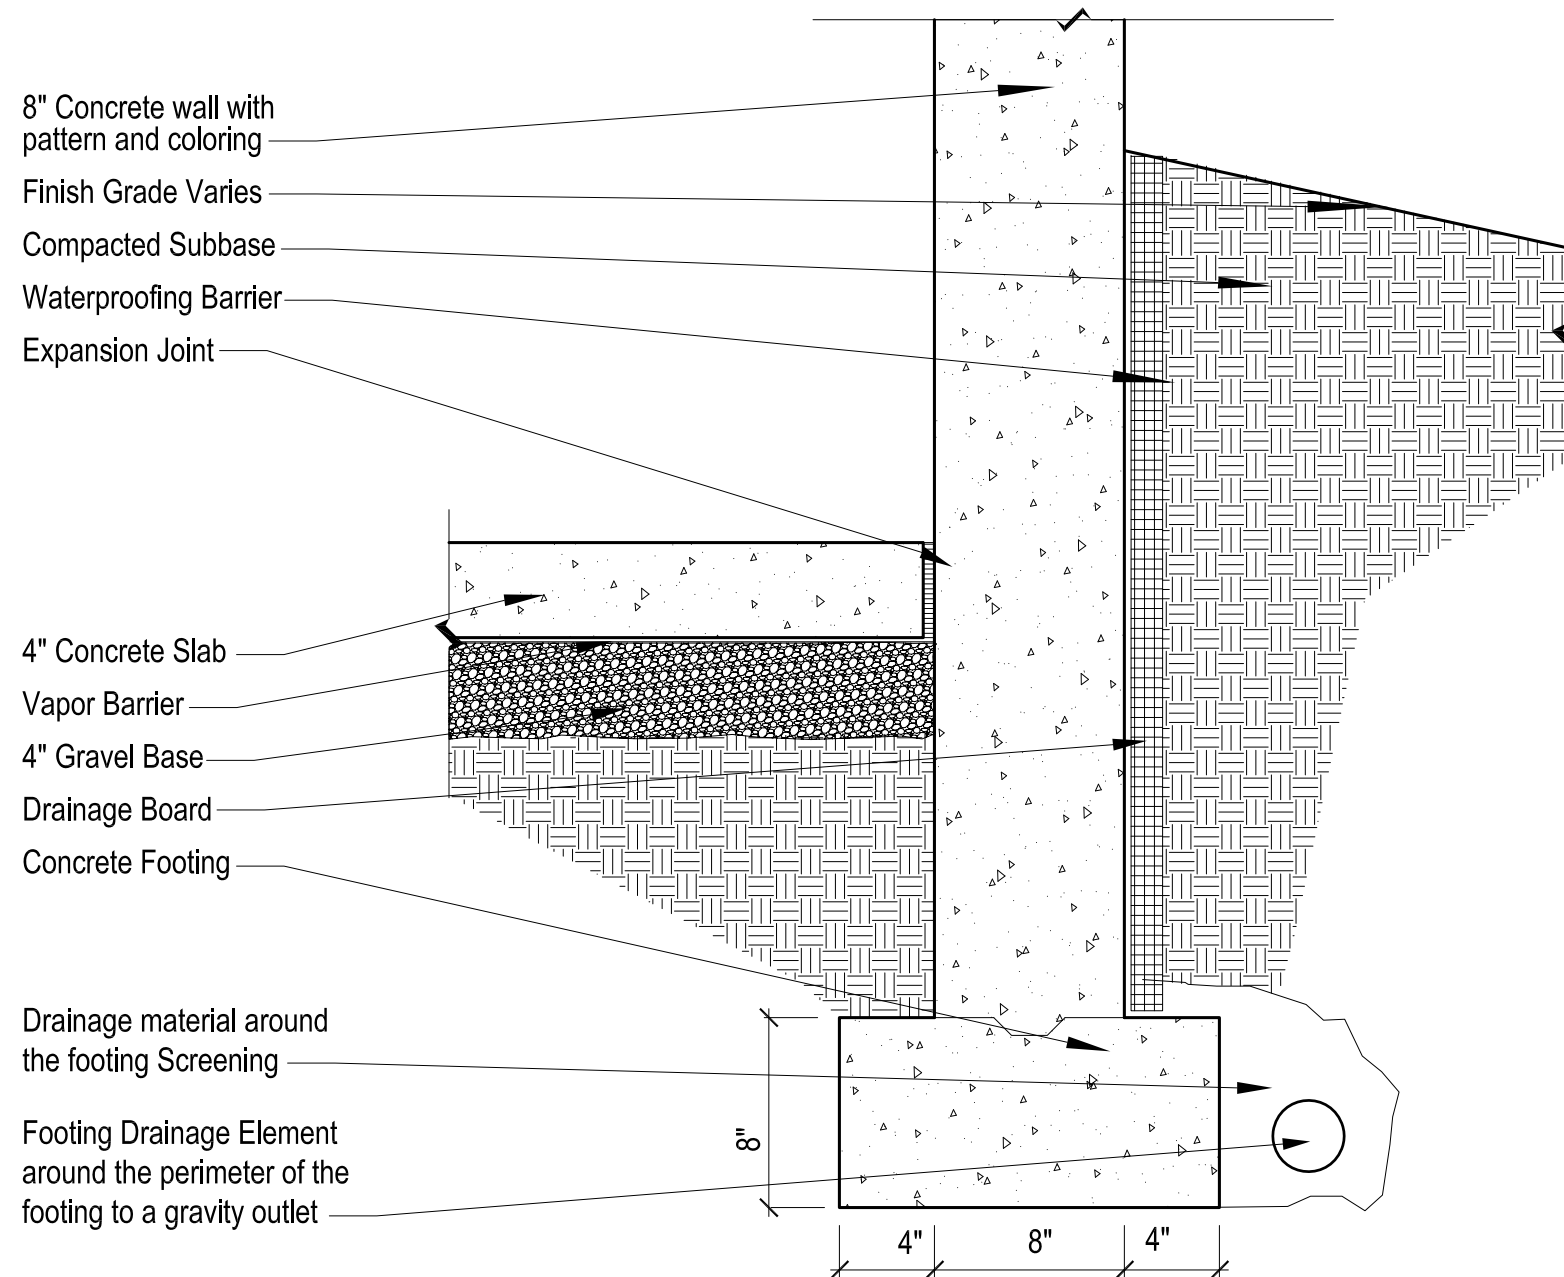 8" Concrete wall with
pattern and coloring
Finish Grade Varies
Compacted Subbase
Waterproofing Barrier
Expansion Joint
4" Concrete Slab
Vapor Barrier
4" Gravel Base
Drainage Board
Concrete Footing
Drainage material around
the footing Screening
Footing Drainage Element
around the perimeter of the
footing to a gravity outlet
8"
4" 8" 4"